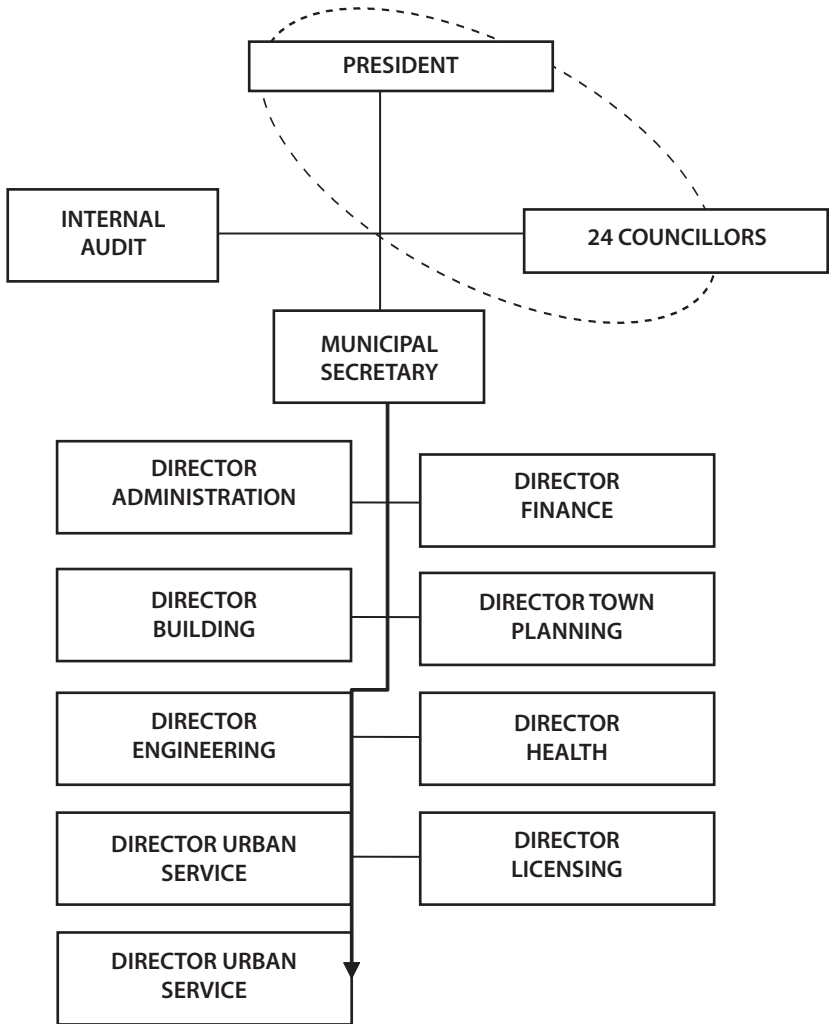 PRESIDENT
INTERNAL
AUDIT
24 COUNCILLORS
MUNICIPAL
SECRETARY
DIRECTOR
ADMINISTRATION
DIRECTOR
FINANCE
DIRECTOR
BUILDING
DIRECTOR TOWN
PLANNING
DIRECTOR
ENGINEERING
DIRECTOR
HEALTH
DIRECTOR URBAN
SERVICE
DIRECTOR
LICENSING
DIRECTOR URBAN
SERVICE